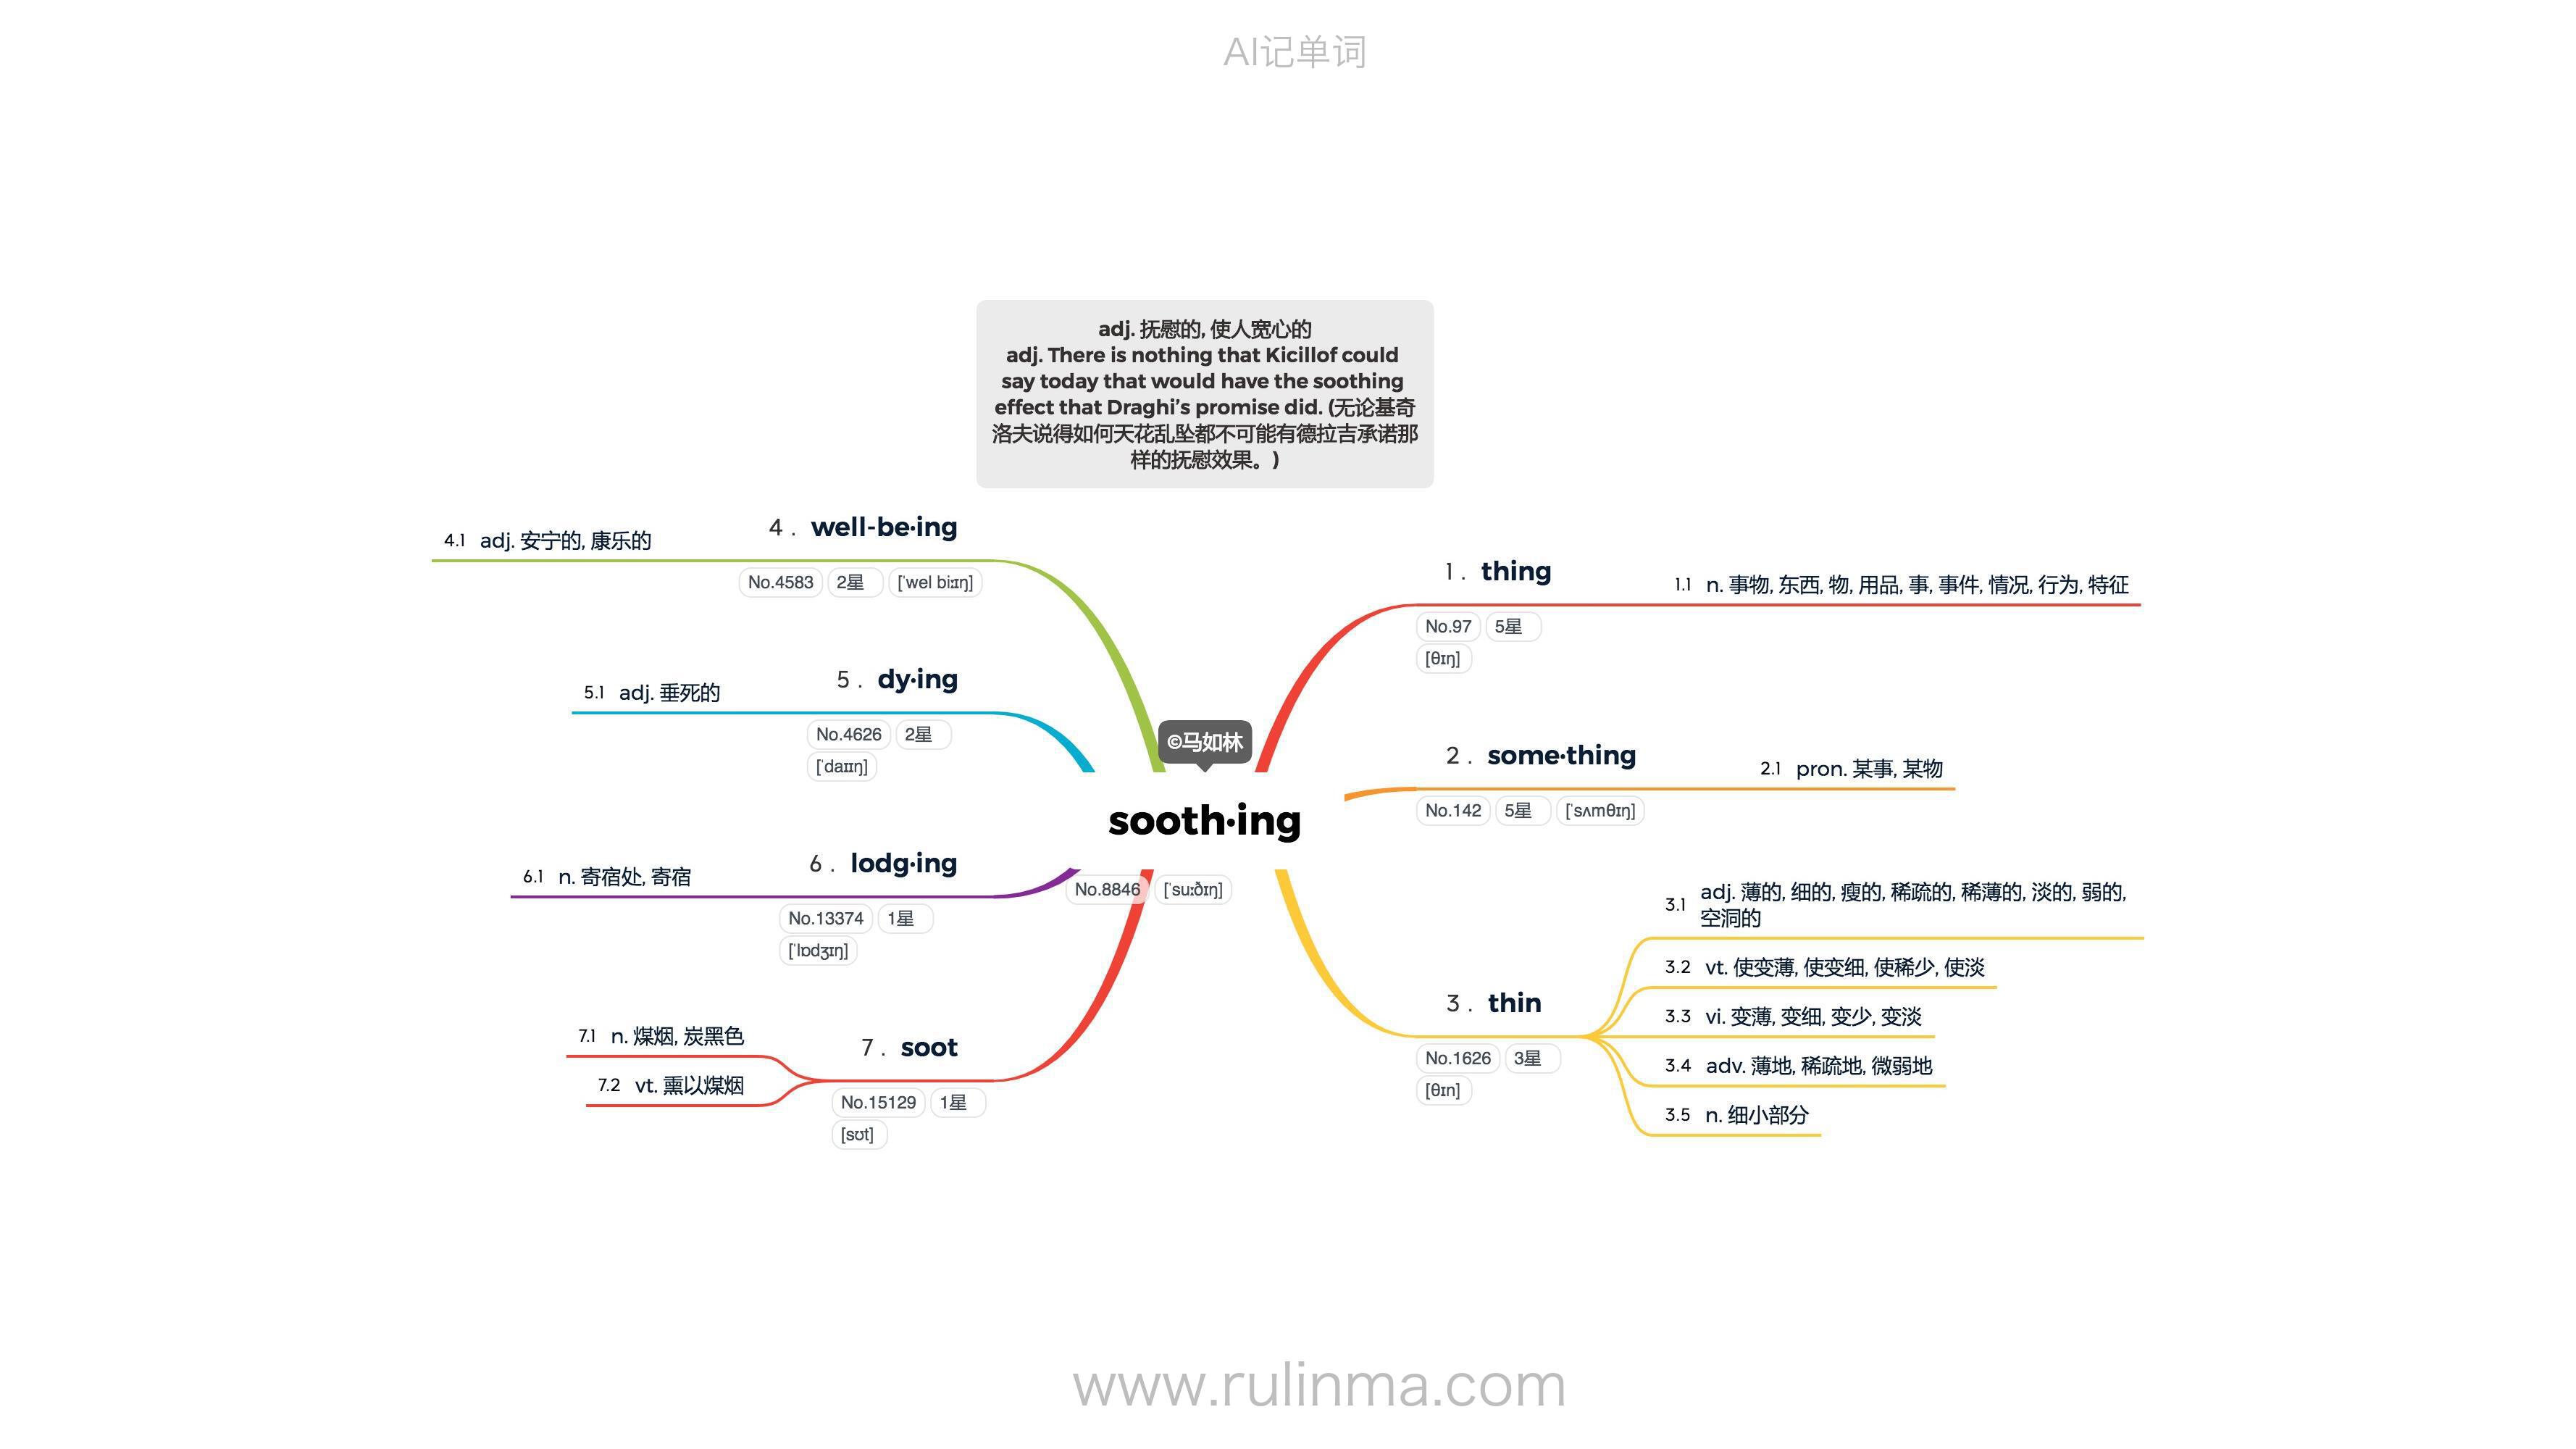 AI记单词
adj. 抚慰的, 使人宽心的
adj. There is nothing that Kicillof could
say today that would have the soothing
effect that Draghi’s promise did. (无论基奇
洛夫说得如何天花乱坠都不可能有德拉吉承诺那
样的抚慰效果。)
©马如林
sooth·ing
No.8846 [ˈsuːðɪŋ]
1. thing
No.97 5星
[θɪŋ]
1.1 n. 事物, 东西, 物, 用品, 事, 事件, 情况, 行为, 特征
2. some·thing
No.142 5星 [ˈsʌmθɪŋ]
2.1 pron. 某事, 某物
3. thin
No.1626 3星
[θɪn]
3.1 adj. 薄的, 细的, 瘦的, 稀疏的, 稀薄的, 淡的, 弱的,
空洞的
3.2 vt. 使变薄, 使变细, 使稀少, 使淡
3.3 vi. 变薄, 变细, 变少, 变淡
3.4 adv. 薄地, 稀疏地, 微弱地
3.5 n. 细小部分
4. well-be·ing
No.4583 2星 [ˈwel biːɪŋ]
4.1 adj. 安宁的, 康乐的
5. dy·ing
No.4626 2星
[ˈdaɪɪŋ]
5.1 adj. 垂死的
6. lodg·ing
No.13374 1星
[ˈlɒdʒɪŋ]
6.1 n. 寄宿处, 寄宿
7. soot
No.15129 1星
[sʊt]
7.1 n. 煤烟, 炭黑色
7.2 vt. 熏以煤烟
www.rulinma.com